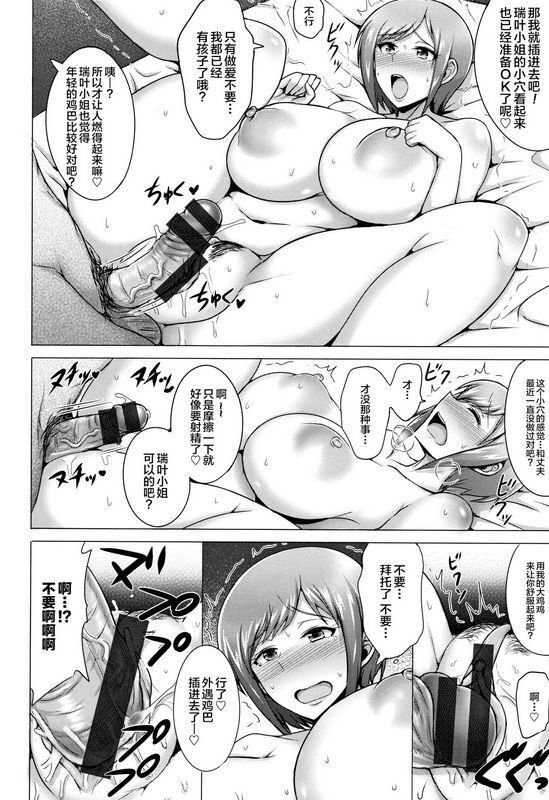 那我就插进去吧!
瑞叶小姐的小穴看起来
也已经准备OK了呢♡
不行
只有做爱不要…
我都已经
有孩子了哦?
咦ー?
所以才让人燃得起来嘛♡
瑞叶小姐也觉得
年轻的鸡巴比较好对吧?
ちゅく♥
ちゅく
这个小穴的感觉…和丈夫
最近一直没做过对吧?
ビク
才…
才没那种事…
ビク
啊~
只是摩擦一下就
好像要射精了♡
瑞叶小姐
可以的吧?
ヌチッ♥
ヌチッ
用我的大鸡鸡
来让你舒服起来吧?
啊…♡
不要…
拜托了 不要…
行了♡
外遇鸡巴
插进去了ー♡
啊…!?
不要啊啊啊